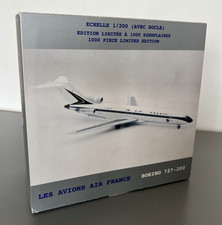 ECHELLE 1/200 (AVEC SOCLE)
EDITION LIMITÉE À 1000 EXEMPLAIRES
1000 PIECE LIMITED EDITION
LES AVIONS AIR FRANCE
BOEING 727-200